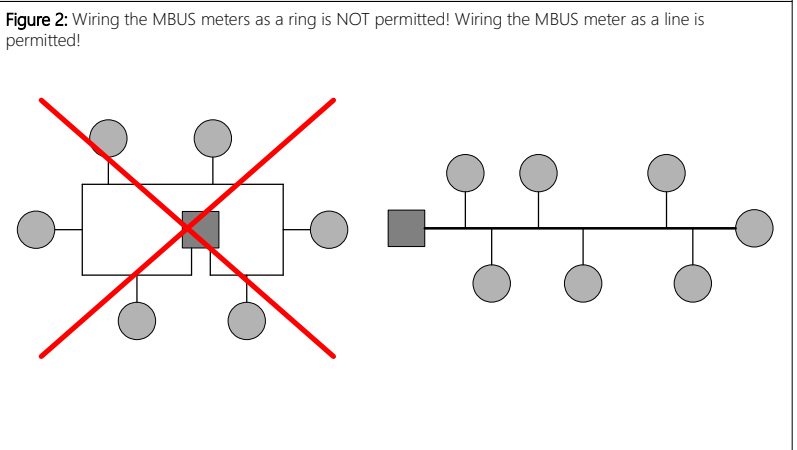 Figure 2: Wiring the MBUS meters as a ring is NOT permitted! Wiring the MBUS meter as a line is
permitted!